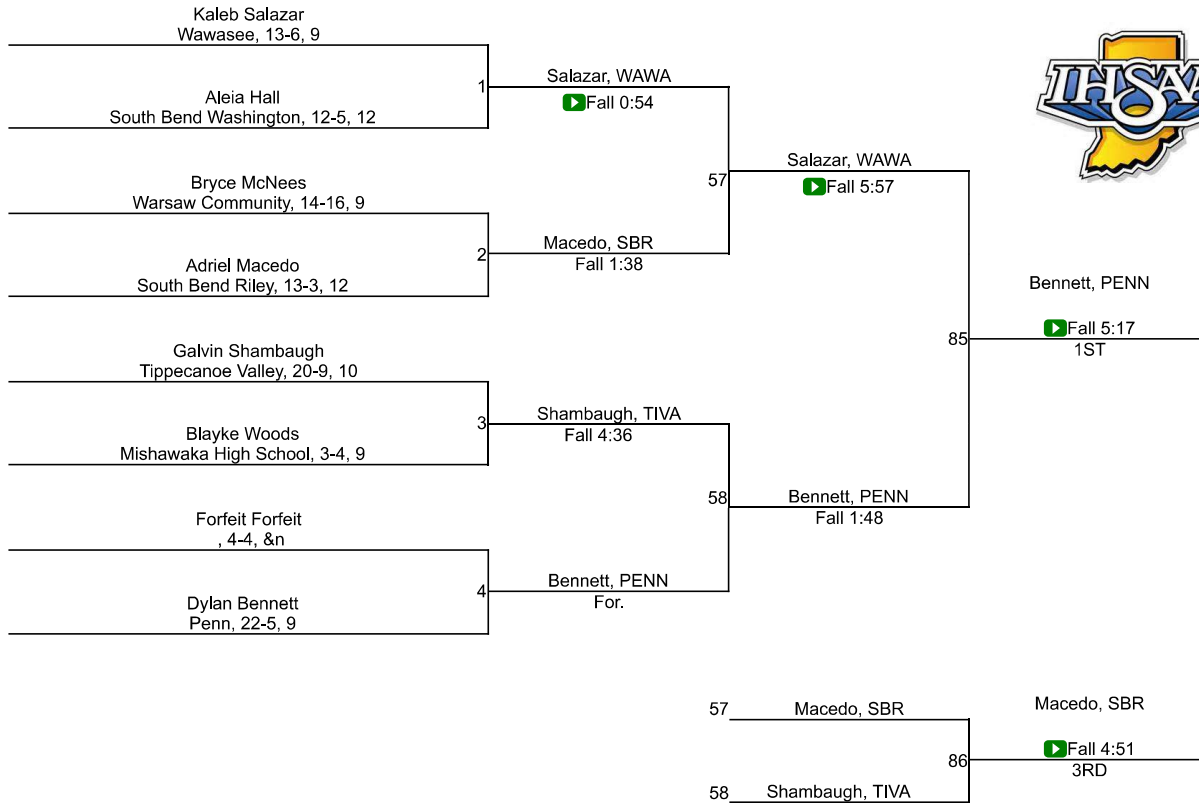 Kaleb Salazar
Wawasee, 13-6, 9
Aleia Hall
South Bend Washington, 12-5, 12
1
Salazar, WAWA
Fall 0:54
Bryce McNees
Warsaw Community, 14-16, 9
Adriel Macedo
South Bend Riley, 13-3, 12
2
Macedo, SBR
Fall 1:38
57
Salazar, WAWA
Fall 5:57
Galvin Shambaugh
Tippecanoe Valley, 20-9, 10
Blayke Woods
Mishawaka High School, 3-4, 9
3
Shambaugh, TIVA
Fall 4:36
Forfeit Forfeit
, 4-4, &n
Dylan Bennett
Penn, 22-5, 9
4
Bennett, PENN
For.
58
Bennett, PENN
Fall 1:48
85
Bennett, PENN
Fall 5:17
1ST
IHSAA
57
Macedo, SBR
58
Shambaugh, TIVA
86
Macedo, SBR
Fall 4:51
3RD